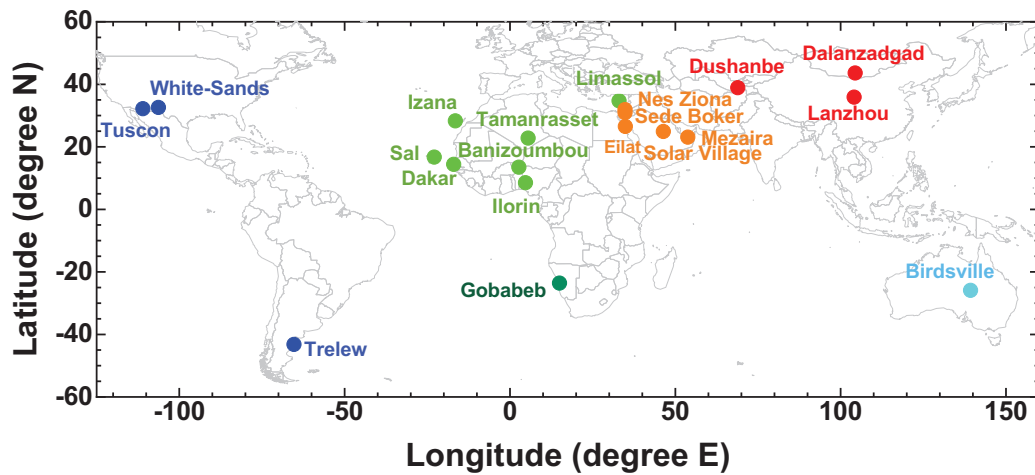 60
40
20
0
-20
-40
-60
-100
-50
0
50
100
150
Latitude (degree N)
Longitude (degree E)
White-Sands
Tuscon
Trelew
Izana
Limassol
Tamanrasset
Sal
Banizoumbou
Dakar
Ilorin
Gobabeb
Nes Ziona
Sede Boker
Eilat
Mezaira
Solar Village
Dushanbe
Dalanzadgad
Lanzhou
Birdsville